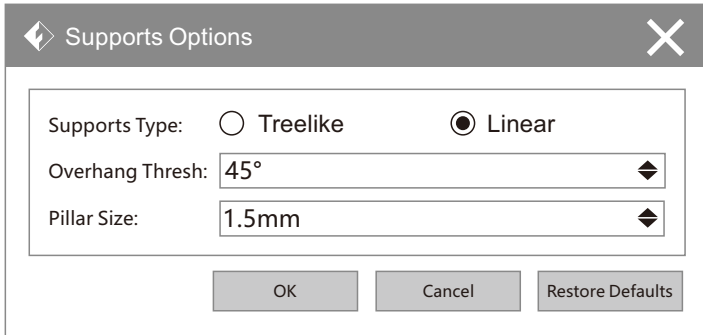 Supports Options
Supports Type: Treelike Linear
Overhang Thresh: 45°
Pillar Size: 1.5mm
OK Cancel Restore Defaults